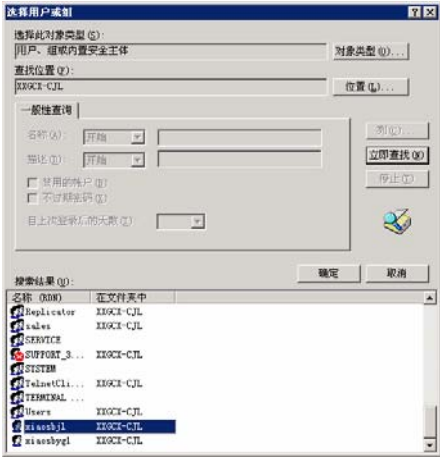 选择用户或组
选择此对象类型(S):
用户、组或内置安全主体
对象类型(O)...
查找位置(F):
XXGCX-CJL
位置(L)...
一般性查询
名称(A): 开始
列(C)...
描述(D): 开始
立即查找(N)
禁用的帐户(B)
停止(T)
不过期密码(X)
自上次登录后的天数(I):
确定 取消
搜索结果(U):
名称 (RDN) 在文件夹中
Replicator XXGCX-CJL
sales XXGCX-CJL
SERVICE
SUPPORT_3... XXGCX-CJL
SYSTEM
TelnetCli... XXGCX-CJL
TERMINAL ...
Users XXGCX-CJL
xiaosbjl XXGCX-CJL
xiaosbygl XXGCX-CJL